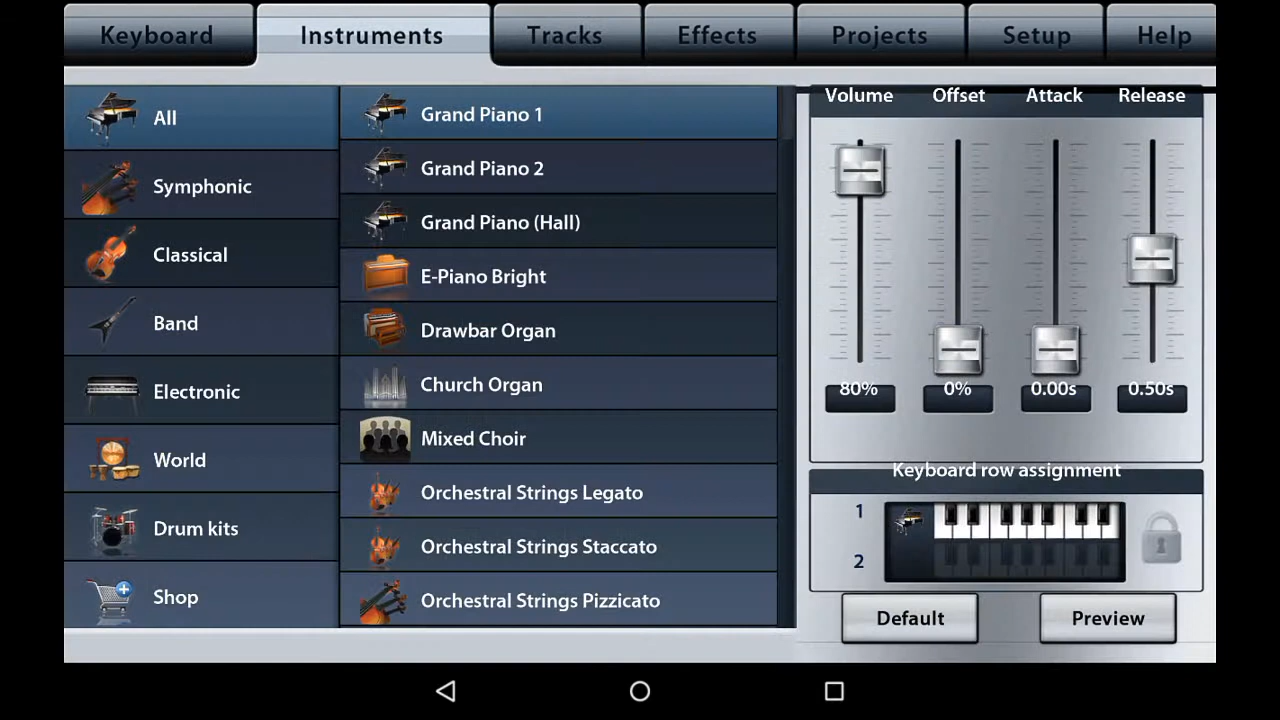 Keyboard
Instruments
Tracks
Effects
Projects
Setup
Help
All
Symphonic
Classical
Band
Electronic
World
Drum kits
Shop
Grand Piano 1
Grand Piano 2
Grand Piano (Hall)
E-Piano Bright
Drawbar Organ
Church Organ
Mixed Choir
Orchestral Strings Legato
Orchestral Strings Staccato
Orchestral Strings Pizzicato
Volume Offset Attack Release
80% 0% 0.00s 0.50s
Keyboard row assignment
1
2
Default
Preview